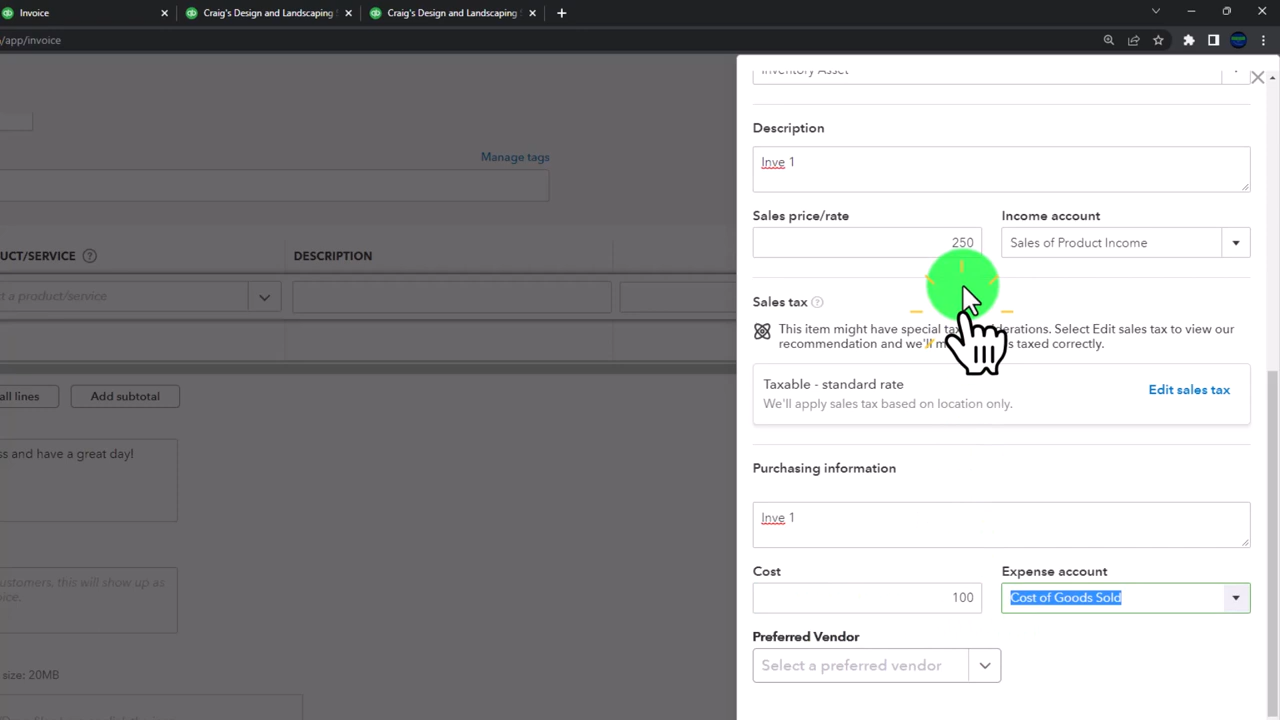 Invoice
Craig's Design and Landscaping
Craig's Design and Landscaping
/app/invoice
Inventory Asset
Description
Manage tags
Inve 1
Sales price/rate
Income account
250
Sales of Product Income
UCT/SERVICE
DESCRIPTION
t a product/service
Sales tax
This item might have special tax Select Edit sales tax to view our
recommendation and we'll taxed correctly.
Taxable - standard rate
Edit sales tax
We'll apply sales tax based on location only.
all lines
Add subtotal
ss and have a great day!
Purchasing information
Inve 1
Cost
Expense account
100
Cost of Goods Sold
customers. this will show up as
oice.
Preferred Vendor
Select a preferred vendor
size: 20MB